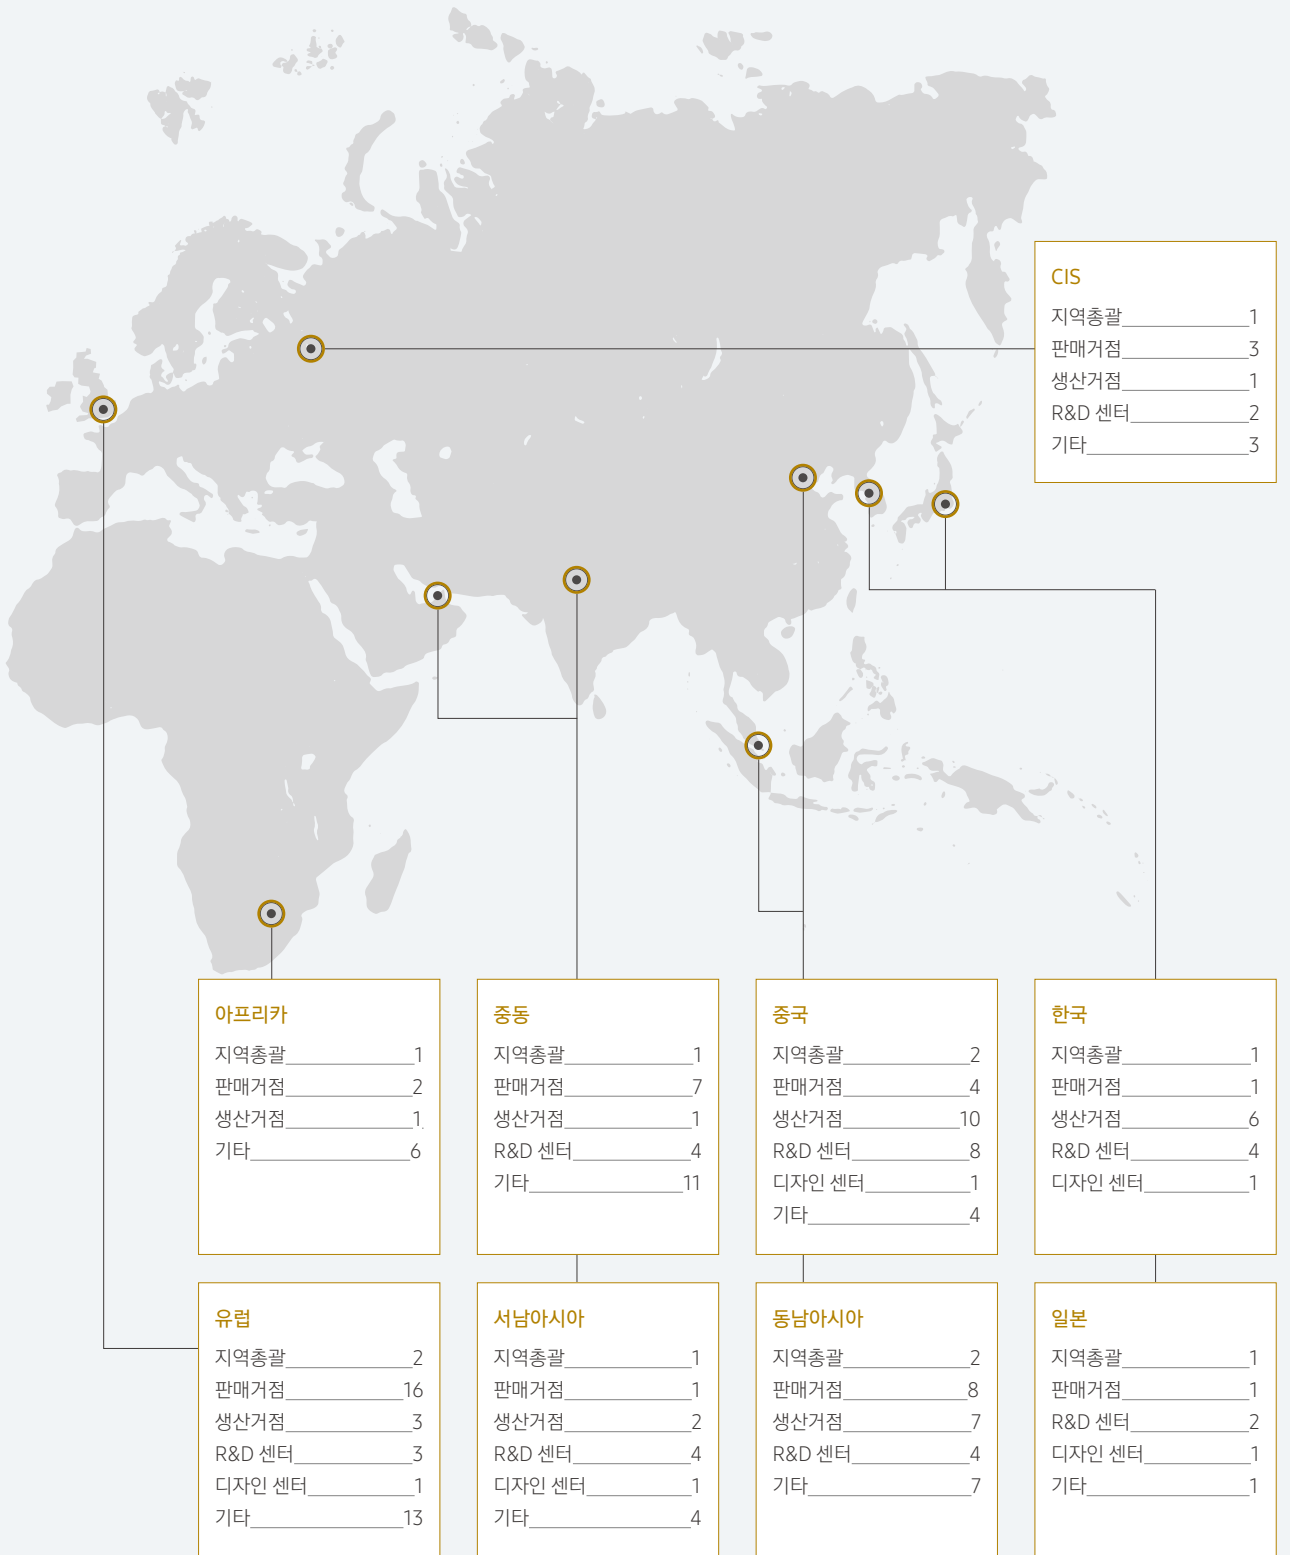 CIS
지역총괄 1
판매거점 3
생산거점 1
R&D 센터 2
기타 3
아프리카
지역총괄 1
판매거점 2
생산거점 1
기타 6
중동
지역총괄 1
판매거점 7
생산거점 1
R&D 센터 4
기타 11
중국
지역총괄 2
판매거점 4
생산거점 10
R&D 센터 8
디자인 센터 1
기타 4
한국
지역총괄 1
판매거점 1
생산거점 6
R&D 센터 4
디자인 센터 1
유럽
지역총괄 2
판매거점 16
생산거점 3
R&D 센터 3
디자인 센터 1
기타 13
서남아시아
지역총괄 1
판매거점 1
생산거점 2
R&D 센터 4
디자인 센터 1
기타 4
동남아시아
지역총괄 2
판매거점 8
생산거점 7
R&D 센터 4
기타 7
일본
지역총괄 1
판매거점 1
R&D 센터 2
디자인 센터 1
기타 1